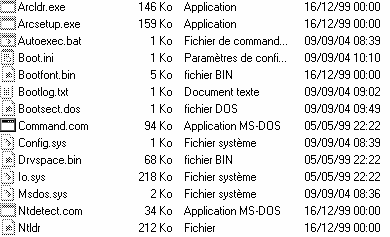 Arcldr.exe 146 Ko Application 16/12/99 00:00
Arcsetup.exe 159 Ko Application 16/12/99 00:00
Autoexec.bat 1 Ko Fichier de command... 09/09/04 08:39
Boot.ini 1 Ko Paramètres de confi... 09/09/04 10:10
Bootfont.bin 5 Ko fichier BIN 16/12/99 00:00
Bootlog.txt 1 Ko Document texte 09/09/04 09:02
Bootsect.dos 1 Ko fichier DOS 09/09/04 09:49
Command.com 94 Ko Application MS-DOS 05/05/99 22:22
Config.sys 1 Ko Fichier système 09/09/04 08:39
Drvspace.bin 68 Ko fichier BIN 05/05/99 22:22
Io.sys 218 Ko Fichier système 05/05/99 22:22
Msdos.sys 2 Ko Fichier système 09/09/04 08:36
Ntdetect.com 34 Ko Application MS-DOS 16/12/99 00:00
Ntldr 212 Ko Fichier 16/12/99 00:00